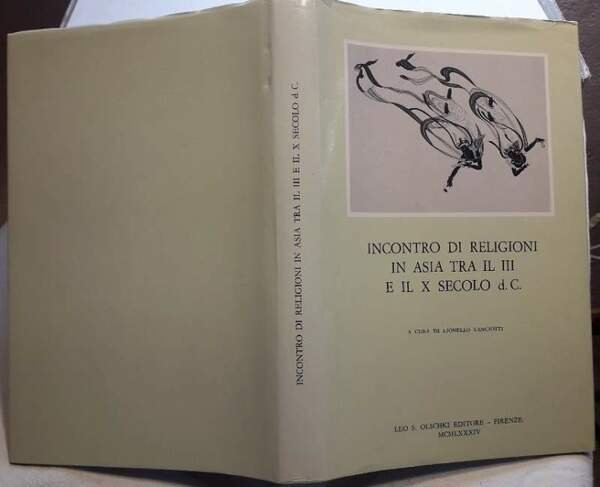 INCONTRO DI RELIGIONI IN ASIA TRA IL III E IL X SECOLO d. C.
INCONTRO DI RELIGIONI
IN ASIA TRA IL III
E IL X SECOLO d. C.
A CURA DI LIONELLO LANCIOTTI
LEO S. OLSCHKI EDITORE - FIRENZE
MCMLXXXIV